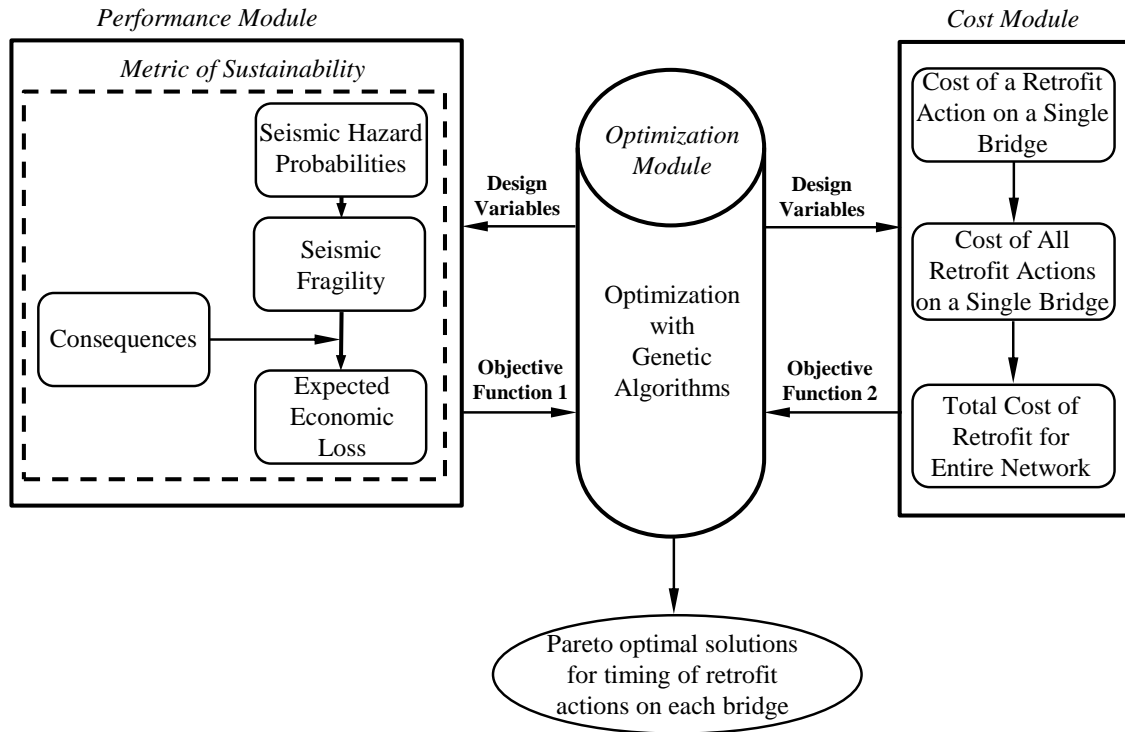 Performance Module
Metric of Sustainability
Seismic Hazard
Probabilities
Seismic
Fragility
Consequences
Expected
Economic
Loss
Design
Variables
Objective
Function 1
Optimization
Module
Optimization
with
Genetic
Algorithms
Design
Variables
Objective
Function 2
Cost Module
Cost of a Retrofit
Action on a Single
Bridge
Cost of All
Retrofit Actions
on a Single Bridge
Total Cost of
Retrofit for
Entire Network
Pareto optimal solutions
for timing of retrofit
actions on each bridge